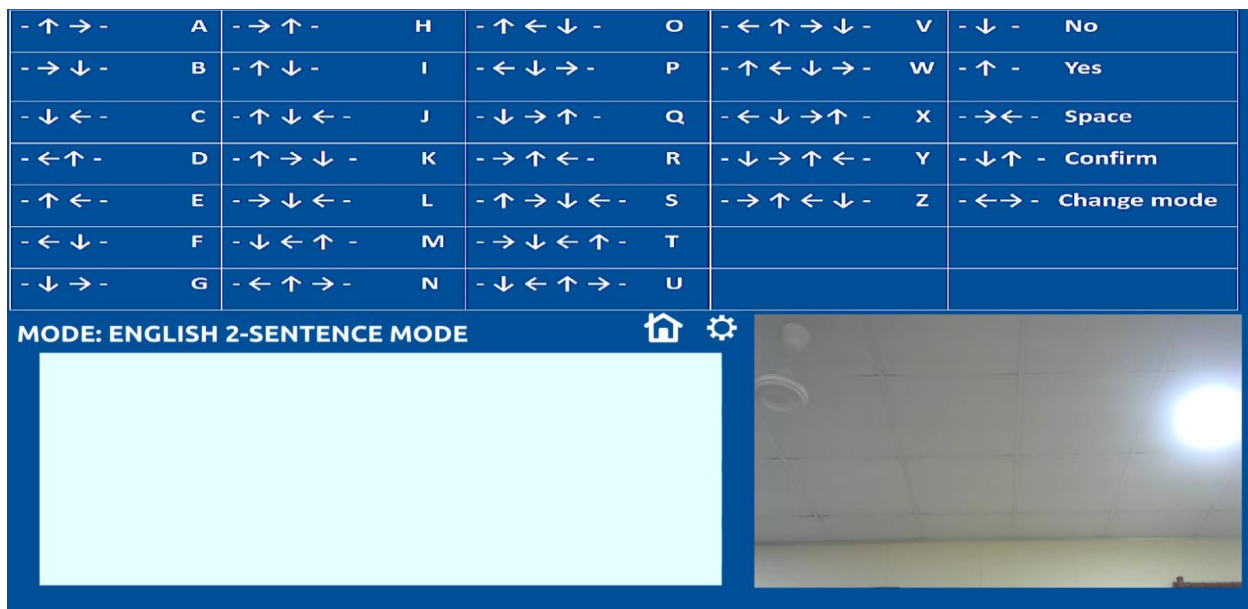 - ↑ → - A - → ↑ - H - ↑ ← ↓ - O - ← ↑ → ↓ - V - ↓ - No
- → ↓ - B - ↑ ↓ - I - ← ↓ → - P - ↑ ← ↓ → - W - ↑ - Yes
- ↓ ← - C - ↑ ↓ ← - J - ↓ → ↑ - Q - ← ↓ → ↑ - X - → ← - Space
- ← ↑ - D - ↑ → ↓ - K - → ↑ ← - R - ↓ → ↑ ← - Y - ↓ ↑ - Confirm
- ↑ ← - E - → ↓ ← - L - ↑ → ↓ ← - S - → ↑ ← ↓ - Z - ← → - Change mode
- ← ↓ - F - ↓ ← ↑ - M - → ↓ ← ↑ - T
- ↓ → - G - ← ↑ → - N - ↓ ← ↑ → - U
MODE: ENGLISH 2-SENTENCE MODE